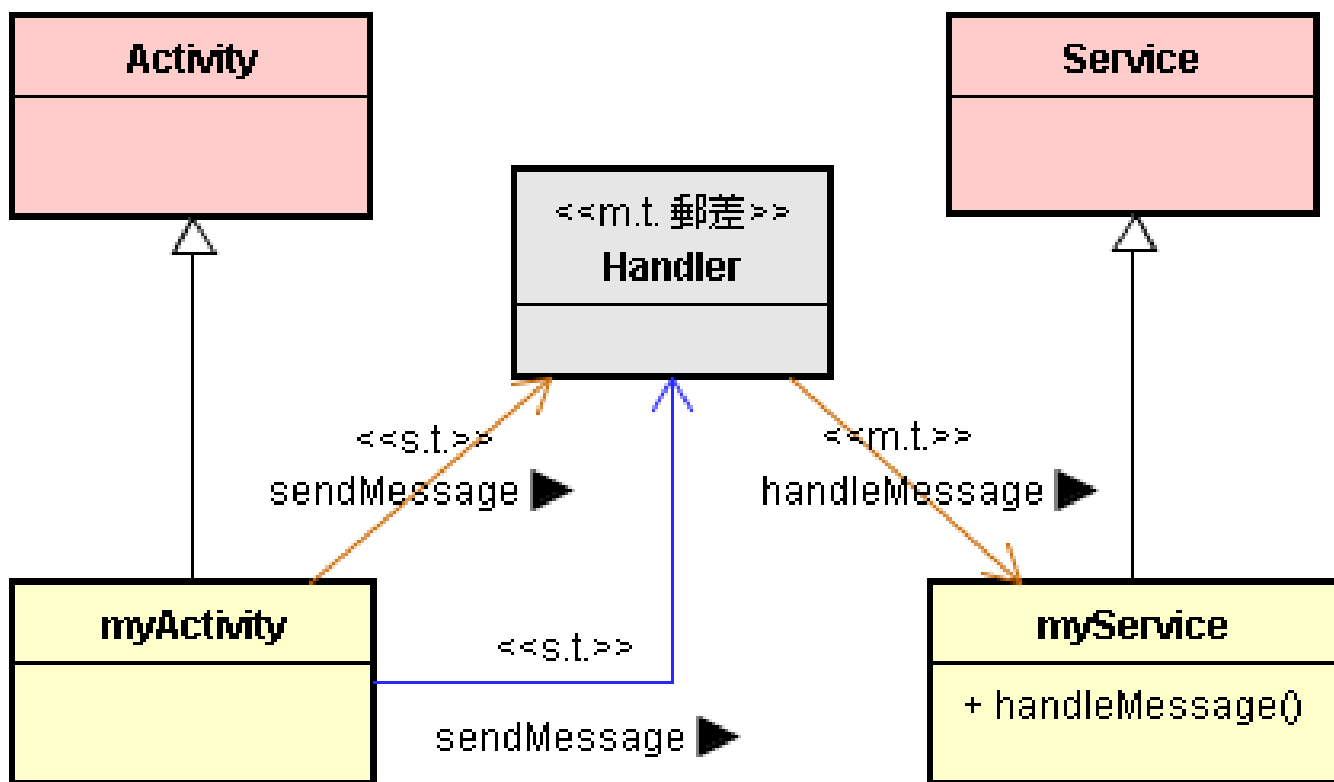 Activity
Service
<<m.t. 郵差>>
Handler
<<s.t.>>
sendMessage
<<m.t.>>
handleMessage
myActivity
<<s.t.>>
sendMessage
myService
+ handleMessage()